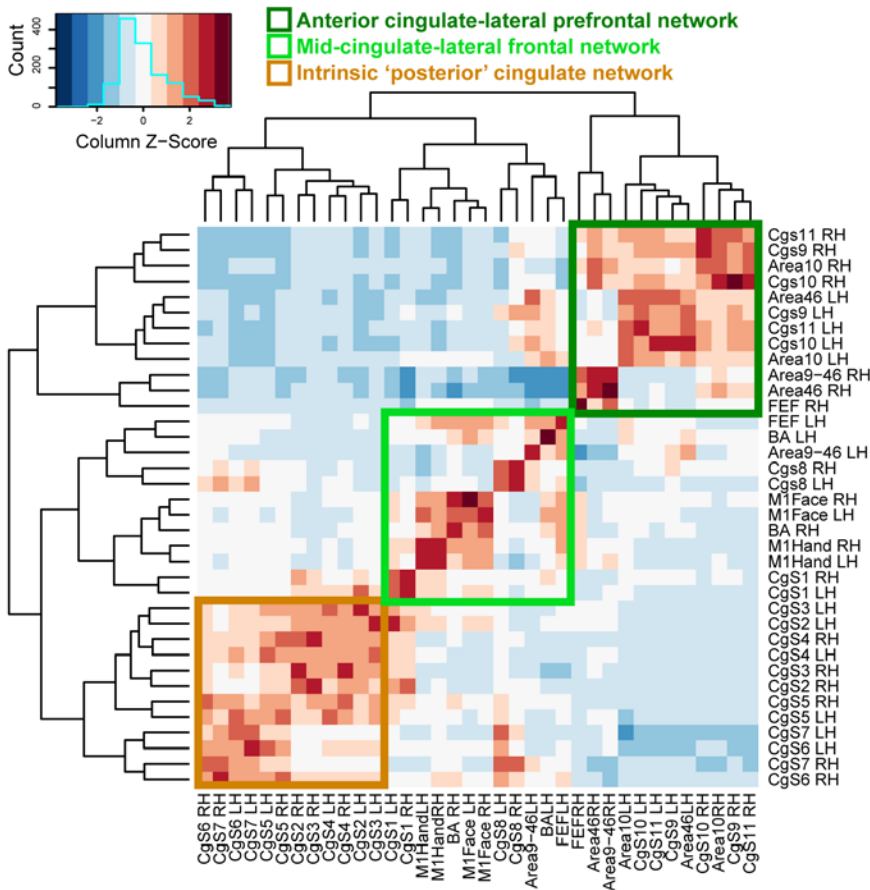 Anterior cingulate-lateral prefrontal network
Mid-cingulate-lateral frontal network
Intrinsic ‘posterior’ cingulate network
Count
0 200 400
−2 0 2
Column Z-Score
Cgs11 RH
Cgs9 RH
Area10 RH
Cgs10 RH
Area46 LH
Cgs9 LH
Cgs11 LH
Cgs10 LH
Area10 LH
Area9-46 RH
Area46 RH
FEF RH
FEF LH
BA LH
Area9-46 LH
Cgs8 RH
Cgs8 LH
M1Face RH
M1Face LH
BA RH
M1Hand RH
M1Hand LH
CgS1 RH
CgS1 LH
CgS3 LH
CgS2 LH
CgS4 RH
CgS4 LH
CgS3 RH
CgS2 RH
CgS5 RH
CgS5 LH
CgS7 LH
CgS6 LH
CgS7 RH
CgS6 RH
CgS6 RH
CgS7 RH
CgS6 LH
CgS7 LH
CgS5 LH
CgS5 RH
CgS2 RH
CgS3 RH
CgS4 LH
CgS4 RH
CgS2 LH
CgS3 LH
CgS1 LH
CgS1 RH
M1HandLH
M1HandRH
BA RH
M1Face LH
M1Face RH
CgS8 LH
CgS8 RH
Area9-46LH
BALH
FEFLH
FEFRH
Area46RH
Area9-46RH
Area10LH
CgS10 LH
CgS11 LH
CgS9 LH
Area46LH
CgS10 RH
Area10RH
CgS9 RH
CgS11 RH